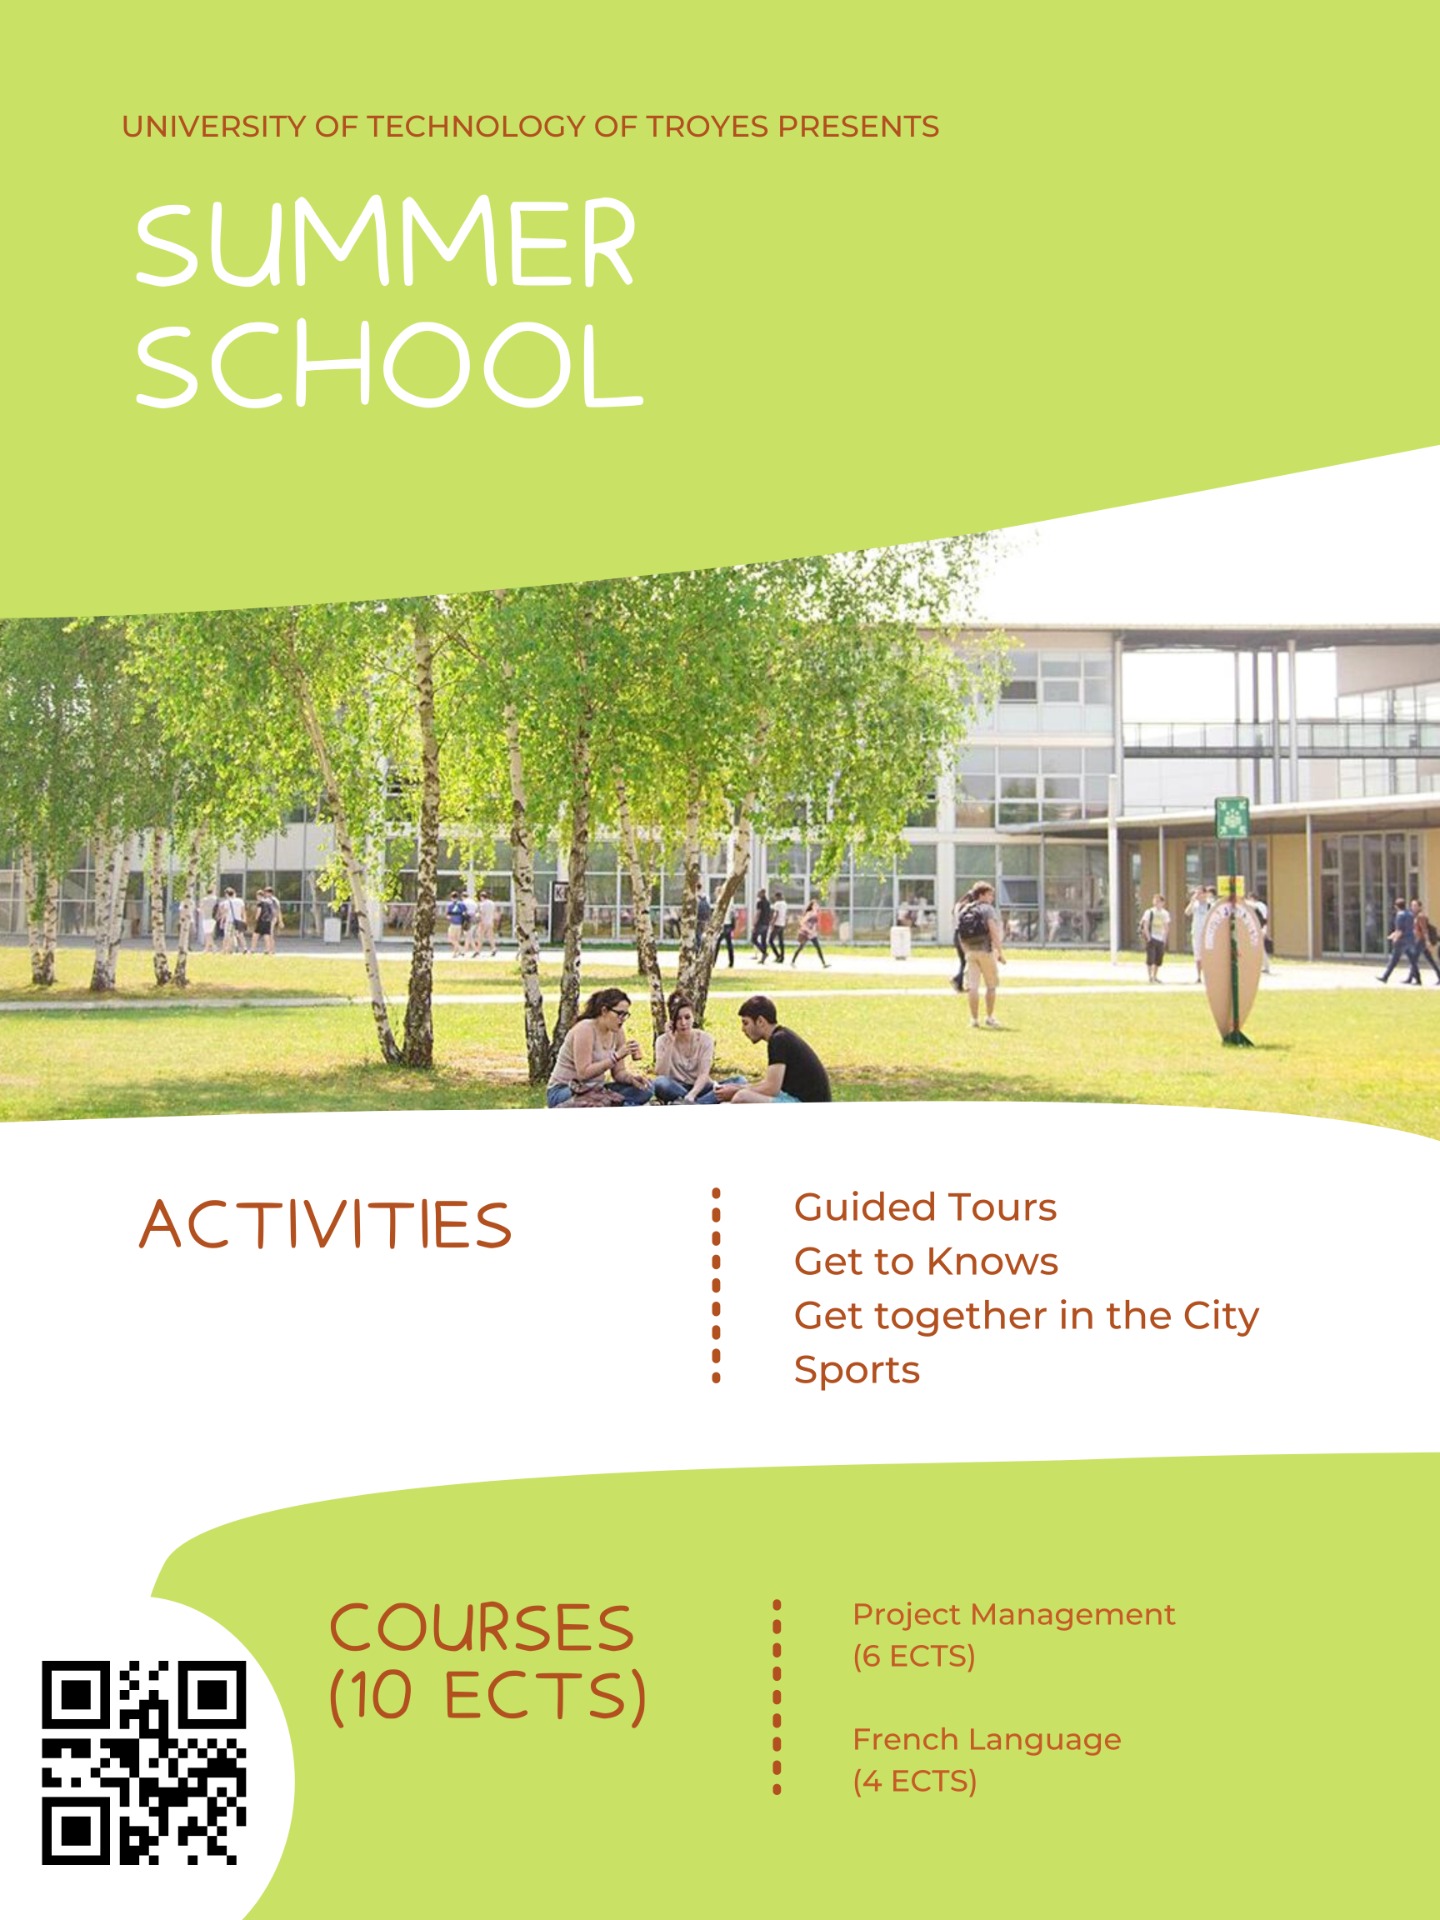 UNIVERSITY OF TECHNOLOGY OF TROYES PRESENTS
SUMMER
SCHOOL
ACTIVITIES
Guided Tours
Get to Knows
Get together in the City
Sports
COURSES
(10 ECTS)
Project Management
(6 ECTS)
French Language
(4 ECTS)